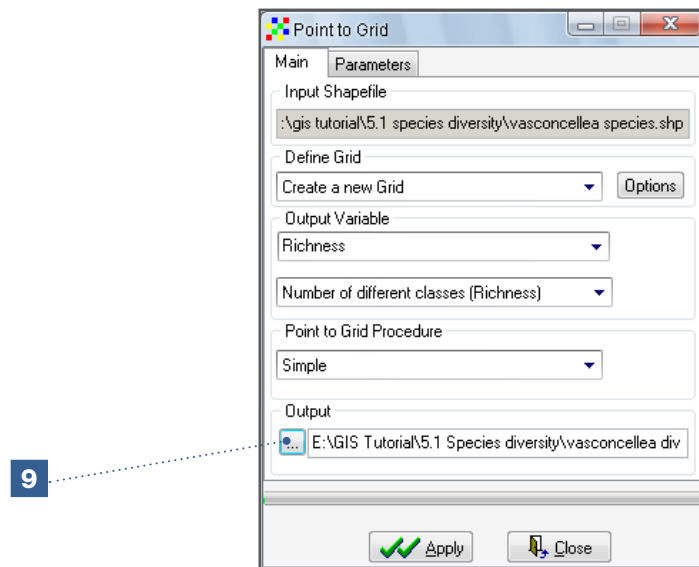 Point to Grid
Main Parameters
Input Shapefile
:\gis tutorial\5.1 species diversity\vasconcellea species.shp
Define Grid
Create a new Grid Options
Output Variable
Richness
Number of different classes (Richness)
Point to Grid Procedure
Simple
Output
... E:\GIS Tutorial\5.1 Species diversity\vasconcellea div
9
Apply Close